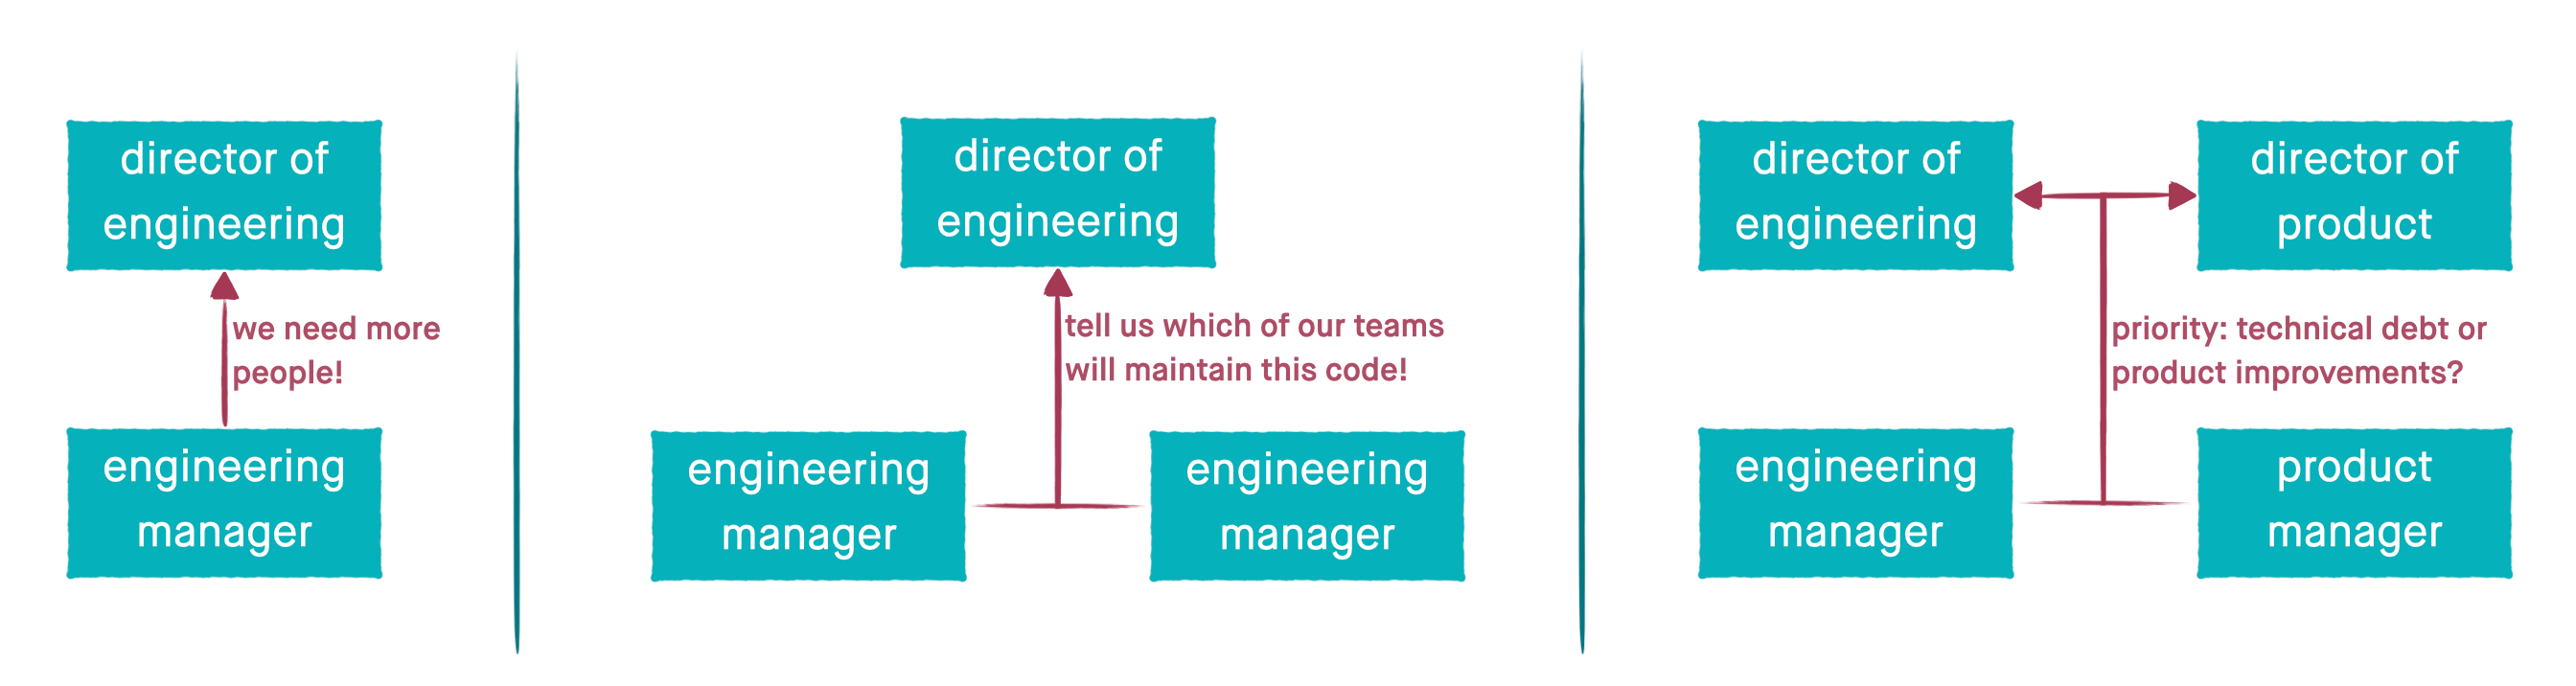 director of
engineering
we need more
people!
engineering
manager
director of
engineering
tell us which of our teams
will maintain this code!
engineering
manager
engineering
manager
director of
engineering
director of
product
priority: technical debt or
product improvements?
engineering
manager
product
manager